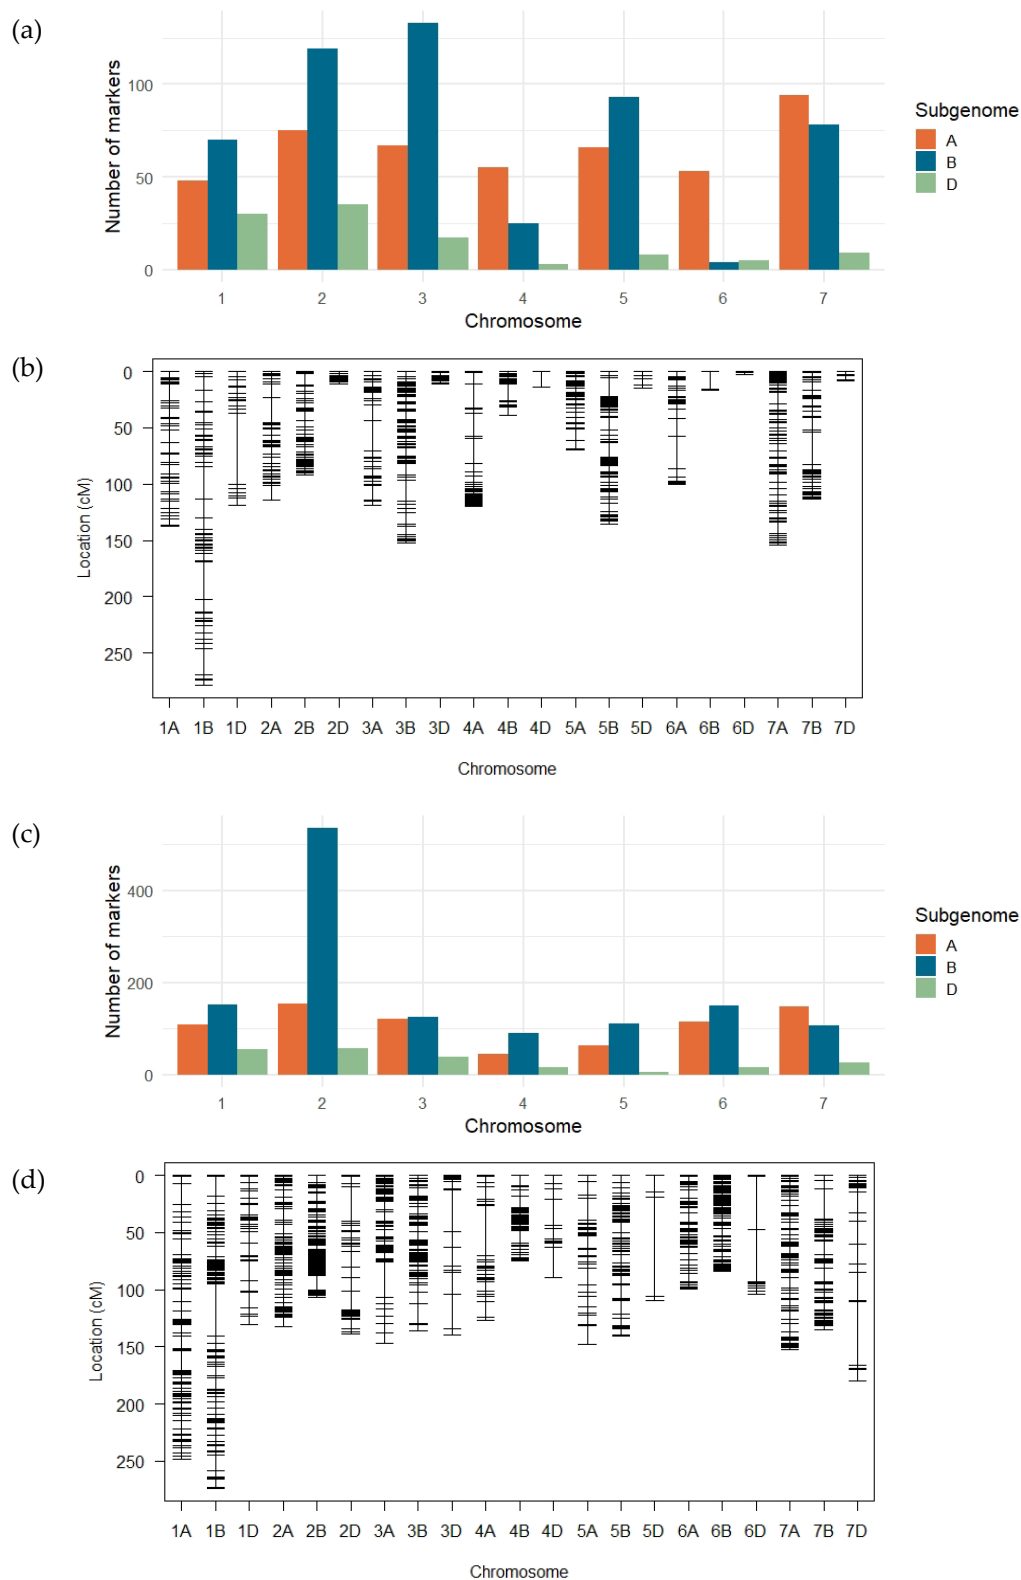 (a)
Number of markers
100
50
0
1 2 3 4 5 6 7
Chromosome
Subgenome
A
B
D
(b)
Location (cM)
0
50
100
150
200
250
1A 1B 1D 2A 2B 2D 3A 3B 3D 4A 4B 4D 5A 5B 5D 6A 6B 6D 7A 7B 7D
Chromosome
(c)
Number of markers
400
200
0
1 2 3 4 5 6 7
Chromosome
Subgenome
A
B
D
(d)
Location (cM)
0
50
100
150
200
250
1A 1B 1D 2A 2B 2D 3A 3B 3D 4A 4B 4D 5A 5B 5D 6A 6B 6D 7A 7B 7D
Chromosome